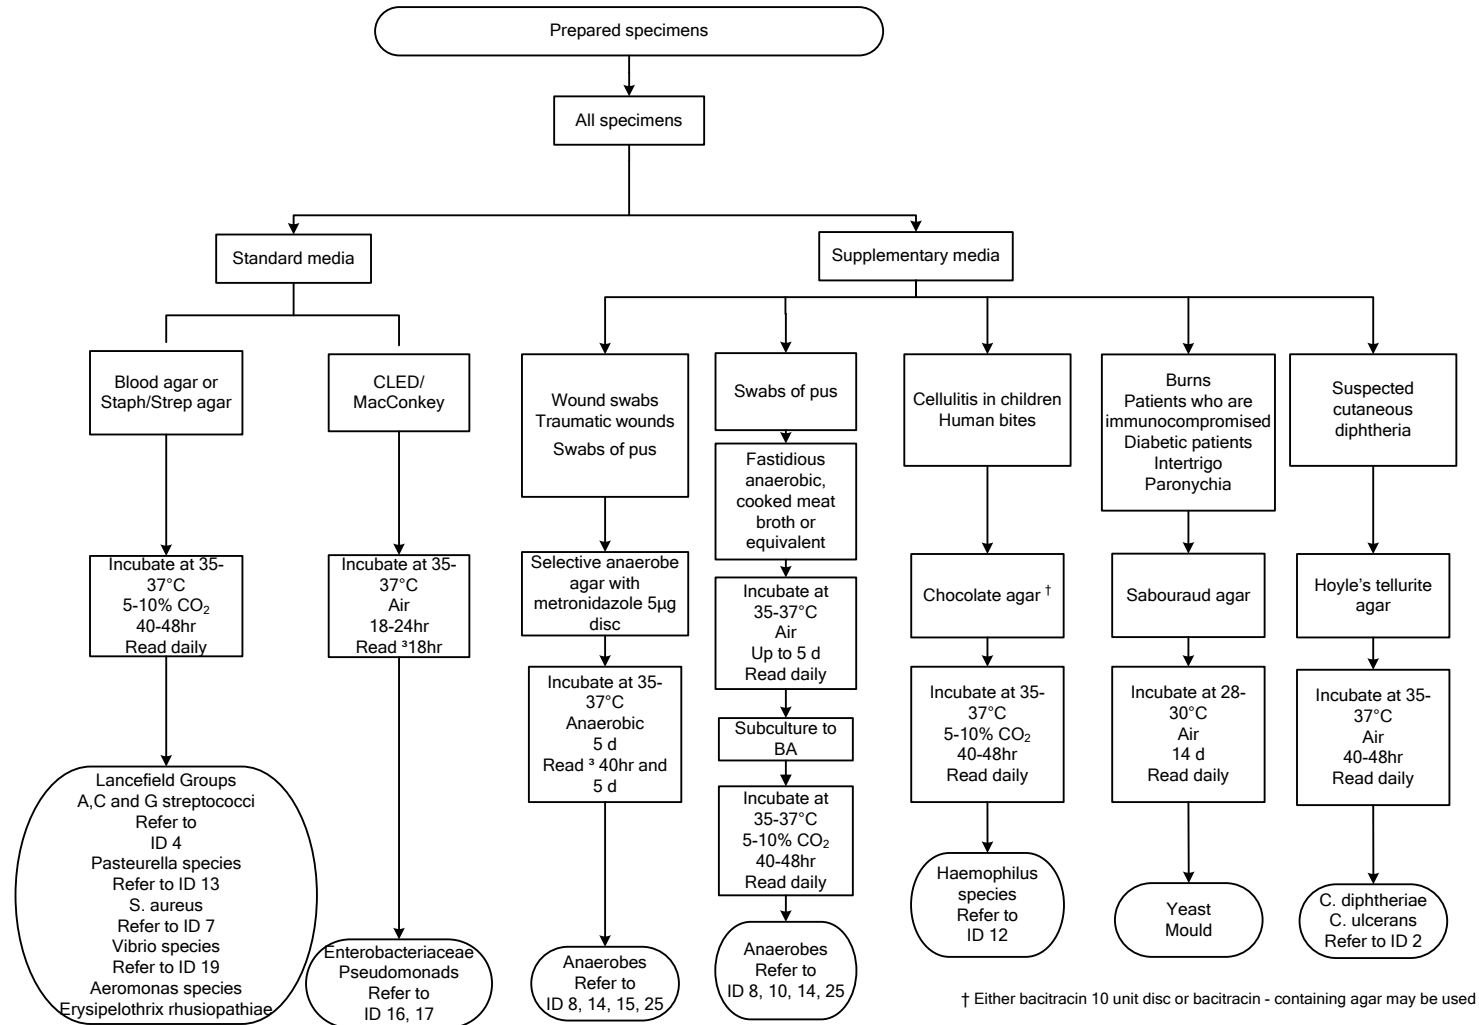 Prepared specimens
All specimens
Standard media
Supplementary media
Blood agar or
Staph/Strep agar
Incubate at 35-
37°C
5-10% CO₂
40-48hr
Read daily
Lancefield Groups
A,C and G streptococci
Refer to
ID 4
Pasteurella species
Refer to ID 13
S. aureus
Refer to ID 7
Vibrio species
Refer to ID 19
Aeromonas species
Erysipelothrix rhusiopathiae
CLED/
MacConkey
Incubate at 35-
37°C
Air
18-24hr
Read ³18hr
Enterobacteriaceae
Pseudomonads
Refer to
ID 16, 17
Wound swabs
Traumatic wounds
Swabs of pus
Selective anaerobe
agar with
metronidazole 5µg
disc
Incubate at 35-
37°C
Anaerobic
5 d
Read ³ 40hr and
5 d
Anaerobes
Refer to
ID 8, 14, 15, 25
Swabs of pus
Fastidious
anaerobic,
cooked meat
broth or
equivalent
Incubate at
35-37°C
Air
Up to 5 d
Read daily
Subculture to
BA
Incubate at
35-37°C
5-10% CO₂
40-48hr
Read daily
Anaerobes
Refer to
ID 8, 10, 14, 25
Cellulitis in children
Human bites
Chocolate agar †
Incubate at 35-
37°C
5-10% CO₂
40-48hr
Read daily
Haemophilus
species
Refer to
ID 12
Burns
Patients who are
immunocompromised
Diabetic patients
Intertrigo
Paronychia
Sabouraud agar
Incubate at 28-
30°C
Air
14 d
Read daily
Yeast
Mould
Suspected
cutaneous
diphtheria
Hoyle’s tellurite
agar
Incubate at 35-
37°C
Air
40-48hr
Read daily
C. diphtheriae
C. ulcerans
Refer to ID 2
† Either bacitracin 10 unit disc or bacitracin - containing agar may be used